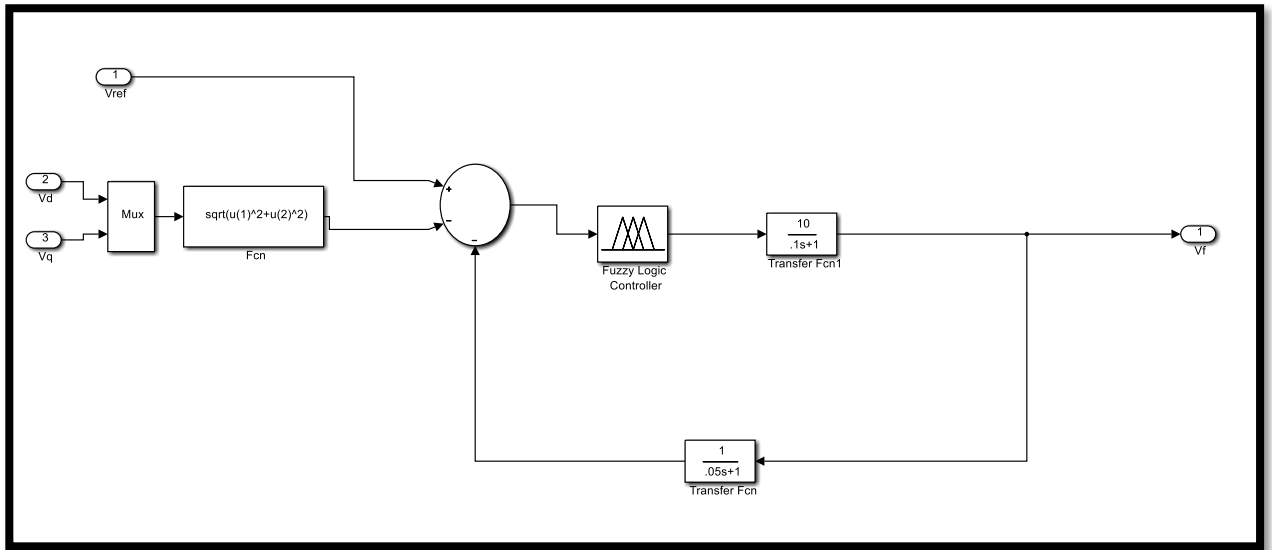 1
Vref
2
Vd
3
Vq
Mux
sqrt(u(1)^2+u(2)^2)
Fcn
+
−
−
Fuzzy Logic
Controller
10
.1s+1
Transfer Fcn1
1
Vf
1
.05s+1
Transfer Fcn